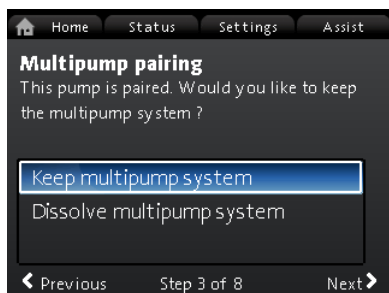 Home Status Settings Assist
Multipump pairing
This pump is paired. Would you like to keep
the multipump system ?
Keep multipump system
Dissolve multipump system
Previous Step 3 of 8 Next